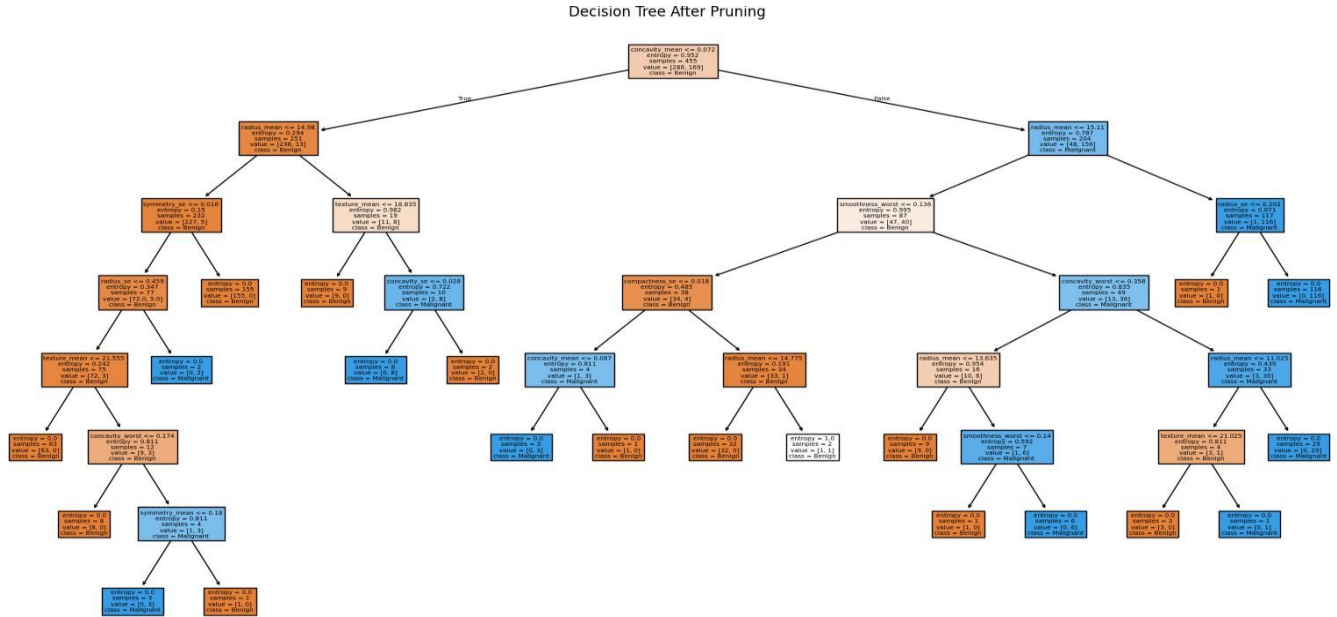 Decision Tree After Pruning
concavity_mean <= 0.072
entropy = 0.952
samples = 455
value = [286, 169]
class = Benign
True
False
radius_mean <= 14.98
entropy = 0.294
samples = 251
value = [238, 13]
class = Benign
radius_mean <= 15.11
entropy = 0.787
samples = 204
value = [48, 156]
class = Malignant
symmetry_se <= 0.016
entropy = 0.15
samples = 232
value = [227, 5]
class = Benign
texture_mean <= 18.835
entropy = 0.982
samples = 19
value = [11, 8]
class = Benign
smoothness_worst <= 0.136
entropy = 0.995
samples = 87
value = [47, 40]
class = Benign
radius_se <= 0.202
entropy = 0.071
samples = 117
value = [1, 116]
class = Malignant
radius_se <= 0.459
entropy = 0.347
samples = 77
value = [72.0, 5.0]
class = Benign
entropy = 0.0
samples = 155
value = [155, 0]
class = Benign
entropy = 0.0
samples = 9
value = [9, 0]
class = Benign
concavity_se <= 0.028
entropy = 0.722
samples = 10
value = [2, 8]
class = Malignant
compactness_se <= 0.018
entropy = 0.485
samples = 38
value = [34, 4]
class = Benign
concavity_worst <= 0.358
entropy = 0.835
samples = 49
value = [13, 36]
class = Malignant
entropy = 0.0
samples = 1
value = [1, 0]
class = Benign
entropy = 0.0
samples = 116
value = [0, 116]
class = Malignant
texture_mean <= 21.555
entropy = 0.242
samples = 75
value = [72, 3]
class = Benign
entropy = 0.0
samples = 2
value = [0, 2]
class = Malignant
entropy = 0.0
samples = 8
value = [0, 8]
class = Malignant
entropy = 0.0
samples = 2
value = [2, 0]
class = Benign
concavity_mean <= 0.087
entropy = 0.811
samples = 4
value = [1, 3]
class = Malignant
radius_mean <= 14.775
entropy = 0.191
samples = 34
value = [33, 1]
class = Benign
radius_mean <= 13.635
entropy = 0.954
samples = 16
value = [10, 6]
class = Benign
radius_mean <= 11.025
entropy = 0.439
samples = 33
value = [3, 30]
class = Malignant
entropy = 0.0
samples = 63
value = [63, 0]
class = Benign
concavity_worst <= 0.174
entropy = 0.811
samples = 12
value = [9, 3]
class = Benign
entropy = 0.0
samples = 3
value = [0, 3]
class = Malignant
entropy = 0.0
samples = 1
value = [1, 0]
class = Benign
entropy = 0.0
samples = 32
value = [32, 0]
class = Benign
entropy = 1.0
samples = 2
value = [1, 1]
class = Benign
entropy = 0.0
samples = 9
value = [9, 0]
class = Benign
smoothness_worst <= 0.14
entropy = 0.592
samples = 7
value = [1, 6]
class = Malignant
texture_mean <= 21.025
entropy = 0.811
samples = 4
value = [3, 1]
class = Benign
entropy = 0.0
samples = 29
value = [0, 29]
class = Malignant
entropy = 0.0
samples = 8
value = [8, 0]
class = Benign
symmetry_mean <= 0.18
entropy = 0.811
samples = 4
value = [1, 3]
class = Malignant
entropy = 0.0
samples = 1
value = [1, 0]
class = Benign
entropy = 0.0
samples = 6
value = [0, 6]
class = Malignant
entropy = 0.0
samples = 3
value = [3, 0]
class = Benign
entropy = 0.0
samples = 1
value = [0, 1]
class = Malignant
entropy = 0.0
samples = 3
value = [0, 3]
class = Malignant
entropy = 0.0
samples = 1
value = [1, 0]
class = Benign